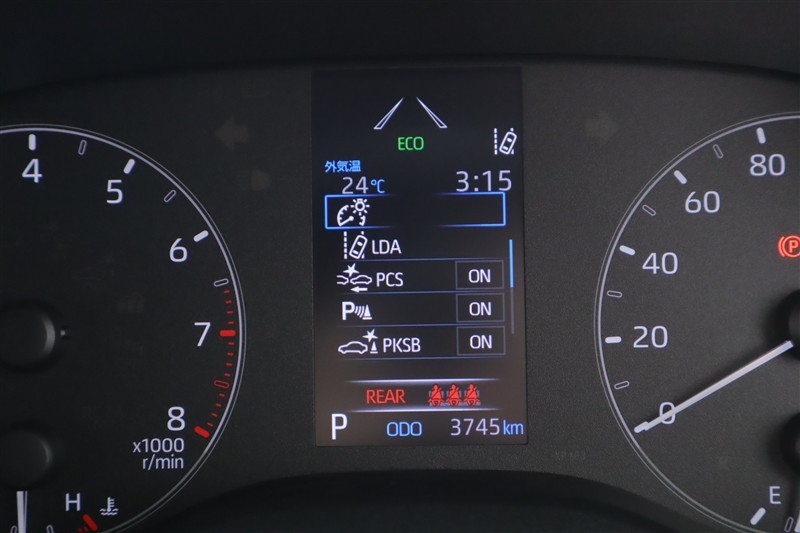 4
5
6
7
8
x1000
r/min
H
ECO
外気温
24°C
3:15
LDA
PCS ON
P ON
PKSB ON
REAR
P ODO 3745km
80
60
40
20
0
P
E